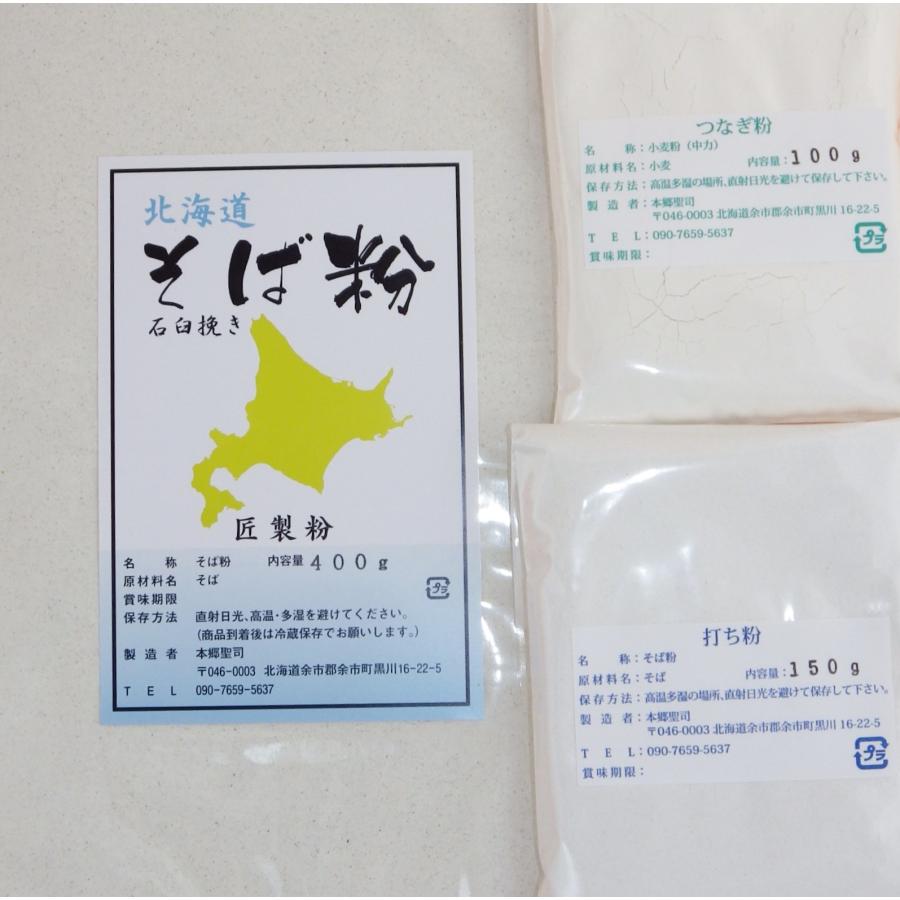 北海道
そば粉
石臼挽き
匠製粉
名　　称　そば粉　内容量 400g
原材料名　そば
賞味期限
保存方法　直射日光、高温・多湿を避けてください。
（商品到着後は冷蔵保存でお願いします。）
製 造 者　本郷聖司
〒046-0003 北海道余市郡余市町黒川16-22-5
T E L　090-7659-5637
プラ
つなぎ粉
名　　称：小麦粉（中力）
原材料名：小麦　内容量：100g
保存方法：高温多湿の場所、直射日光を避けて保存して下さい。
製 造 者：本郷聖司
〒046-0003 北海道余市郡余市町黒川 16-22-5
T E L：090-7659-5637
賞味期限：
プラ
打ち粉
名　　称：そば粉
原材料名：そば　内容量：150g
保存方法：高温多湿の場所、直射日光を避けて保存して下さい。
製 造 者：本郷聖司
〒046-0003 北海道余市郡余市町黒川 16-22-5
T E L：090-7659-5637
賞味期限：
プラ